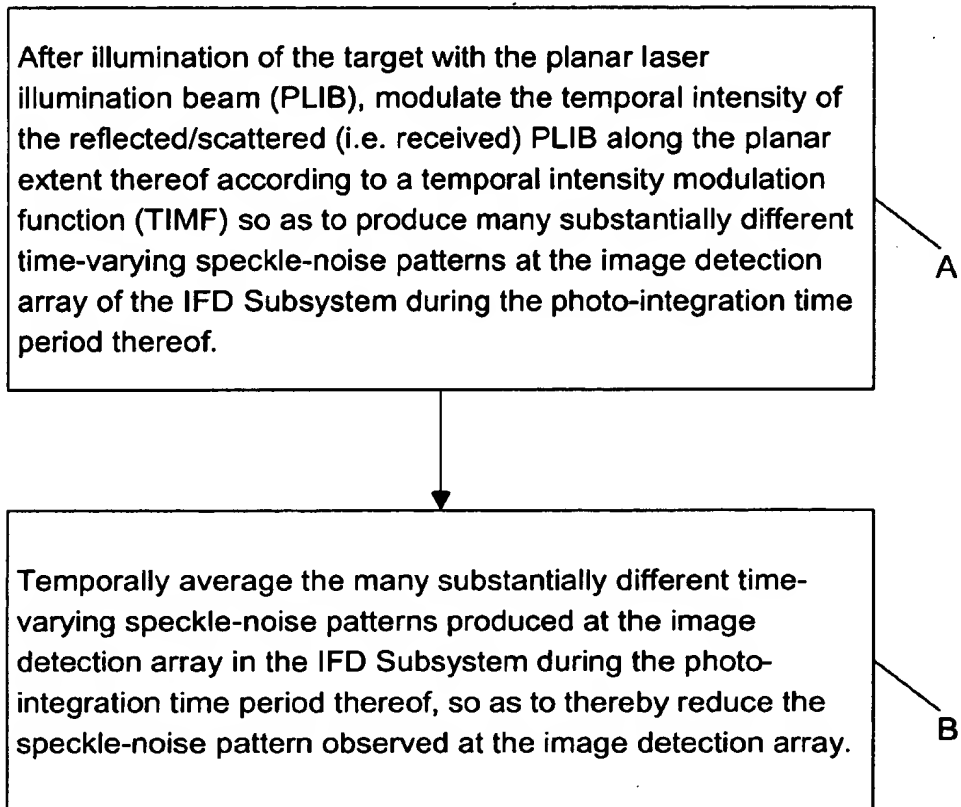 After illumination of the target with the planar laser
illumination beam (PLIB), modulate the temporal intensity of
the reflected/scattered (i.e. received) PLIB along the planar
extent thereof according to a temporal intensity modulation
function (TIMF) so as to produce many substantially different
time-varying speckle-noise patterns at the image detection
array of the IFD Subsystem during the photo-integration time
period thereof.
A
Temporally average the many substantially different time-
varying speckle-noise patterns produced at the image
detection array in the IFD Subsystem during the photo-
integration time period thereof, so as to thereby reduce the
speckle-noise pattern observed at the image detection array.
B